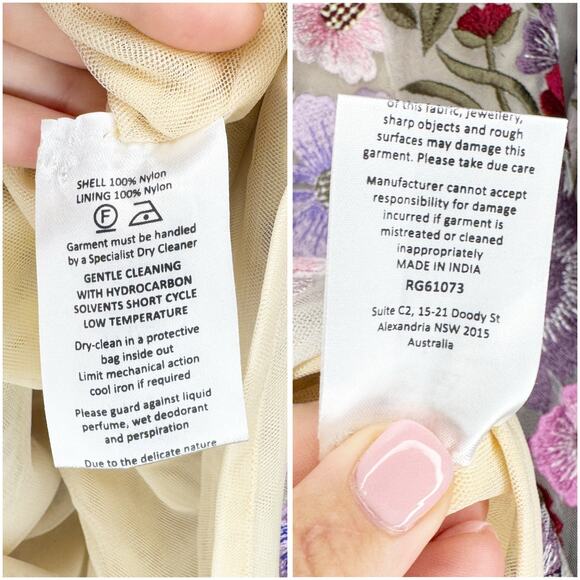 SHELL 100% Nylon
LINING 100% Nylon
F
Garment must be handled
by a Specialist Dry Cleaner
GENTLE CLEANING
WITH HYDROCARBON
SOLVENTS SHORT CYCLE
LOW TEMPERATURE
Dry-clean in a protective
bag inside out
Limit mechanical action
cool iron if required
Please guard against liquid
perfume, wet deodorant
and perspiration
Due to the delicate nature
of this fabric, jewellery,
sharp objects and rough
surfaces may damage this
garment. Please take due care
Manufacturer cannot accept
responsibility for damage
incurred if garment is
mistreated or cleaned
inappropriately
MADE IN INDIA
RG61073
Suite C2, 15-21 Doody St
Alexandria NSW 2015
Australia